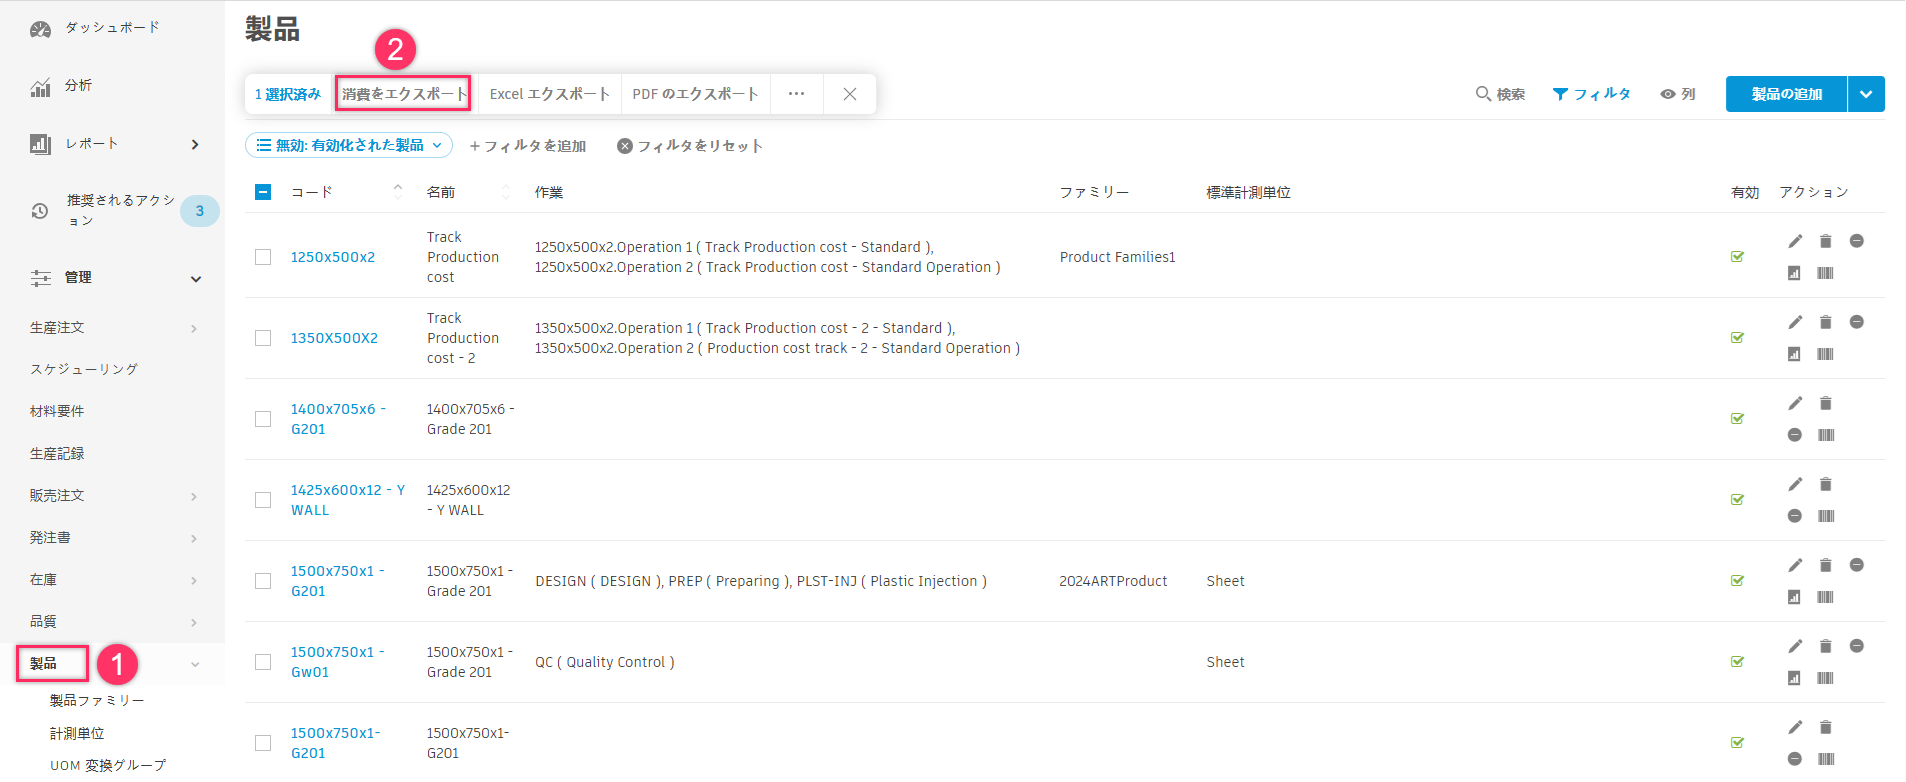 ダッシュボード
分析
レポート
推奨されるアクシ
ョン
3
管理
生産注文
スケジューリング
材料要件
生産記録
販売注文
発注書
在庫
品質
製品
1
製品ファミリー
計測単位
UOM 変換グループ
製品
2
1 選択済み 消費をエクスポート Excel エクスポート PDF のエクスポート ...
検索 フィルタ 列 製品の追加
無効: 有効化された製品 + フィルタを追加 フィルタをリセット
コード 名前 作業 ファミリー 標準計測単位 有効 アクション
1250x500x2
Track
Production
cost
1250x500x2.Operation 1 ( Track Production cost - Standard ),
1250x500x2.Operation 2 ( Track Production cost - Standard Operation )
Product Families1
1350X500X2
Track
Production
cost - 2
1350x500x2.Operation 1 ( Track Production cost - 2 - Standard ),
1350x500x2.Operation 2 ( Production cost track - 2 - Standard Operation )
1400x705x6 -
G201
1400x705x6 -
Grade 201
1425x600x12 - Y
WALL
1425x600x12
- Y WALL
1500x750x1 -
G201
1500x750x1 -
Grade 201
DESIGN ( DESIGN ), PREP ( Preparing ), PLST-INJ ( Plastic Injection )
2024ARTProduct
Sheet
1500x750x1 -
Gw01
1500x750x1 -
Grade 201
QC ( Quality Control )
Sheet
1500x750x1-
G201
1500x750x1-
G201